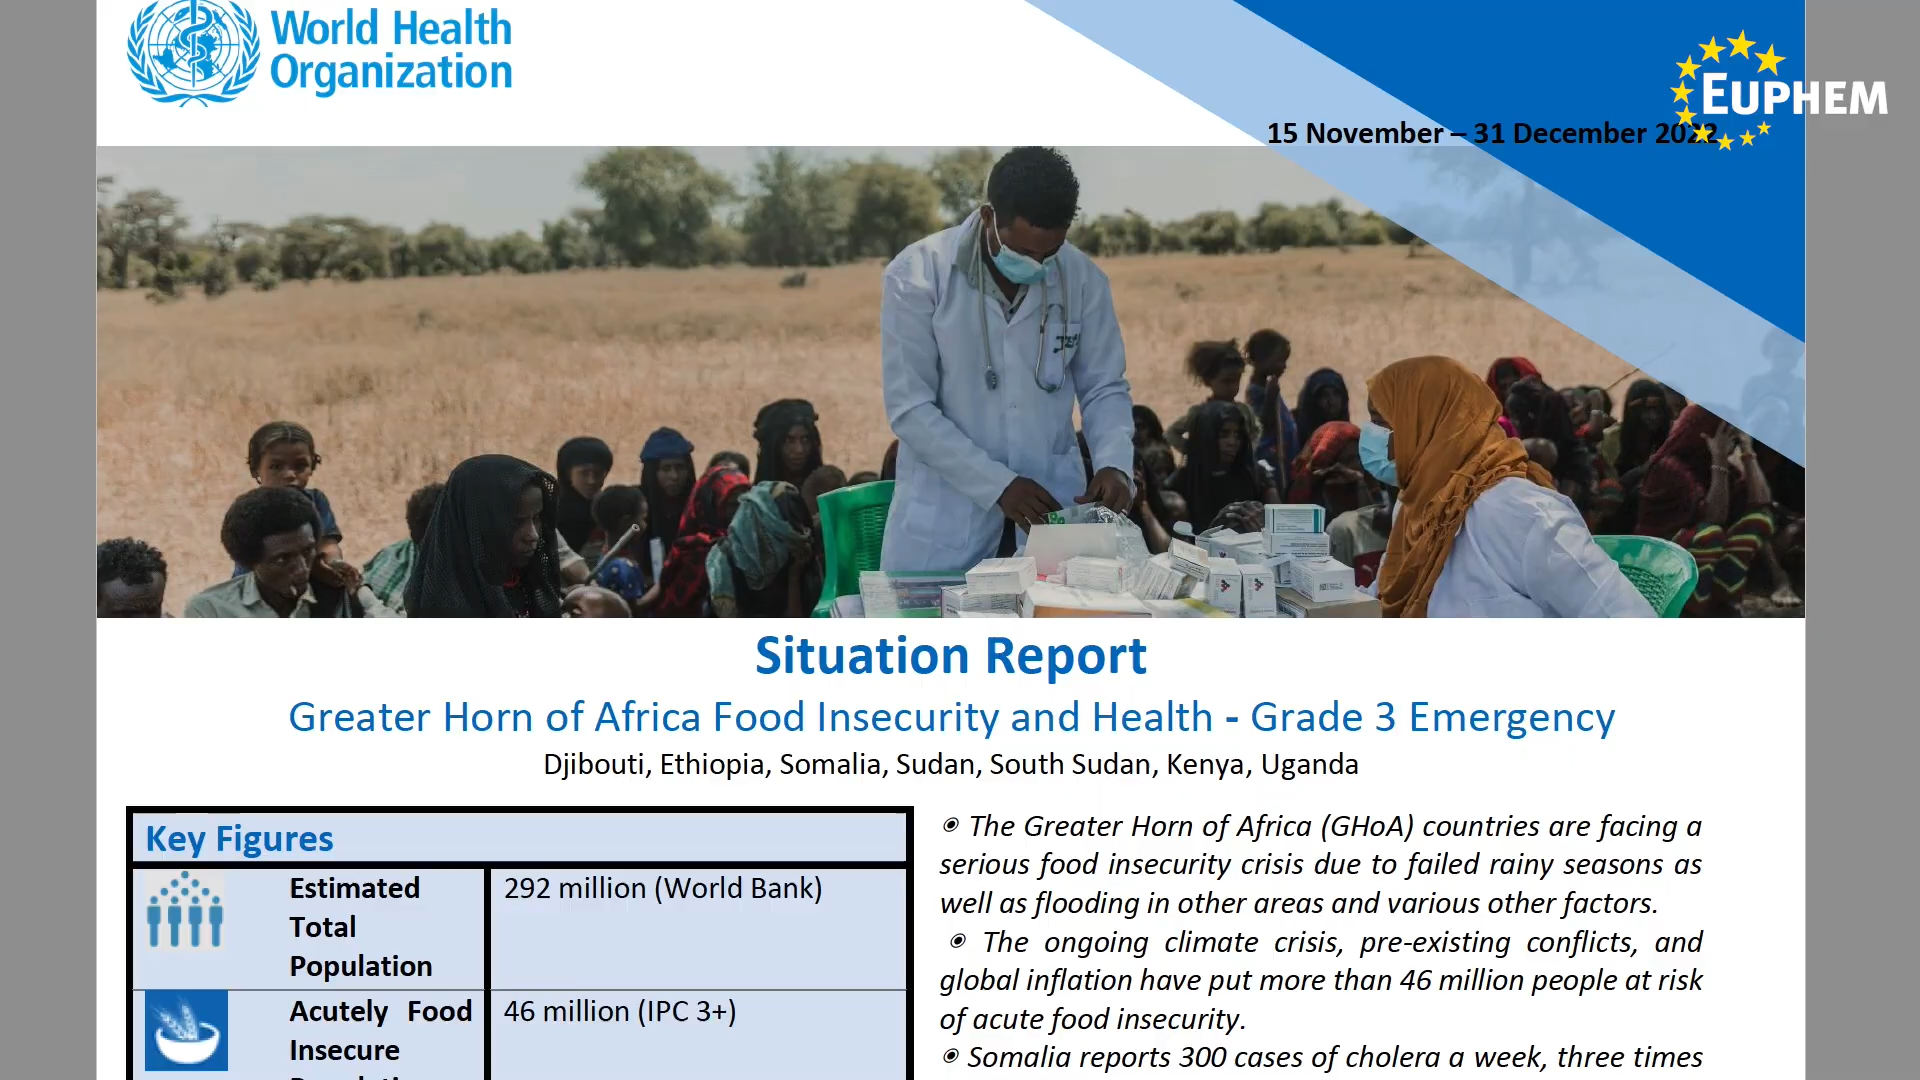 World Health
Organization
EUPHEM
15 November – 31 December 2022
Situation Report
Greater Horn of Africa Food Insecurity and Health - Grade 3 Emergency
Djibouti, Ethiopia, Somalia, Sudan, South Sudan, Kenya, Uganda
Key Figures
Estimated
Total
Population
292 million (World Bank)
Acutely Food
Insecure
46 million (IPC 3+)
◉ The Greater Horn of Africa (GHoA) countries are facing a
serious food insecurity crisis due to failed rainy seasons as
well as flooding in other areas and various other factors.
◉ The ongoing climate crisis, pre-existing conflicts, and
global inflation have put more than 46 million people at risk
of acute food insecurity.
◉ Somalia reports 300 cases of cholera a week, three times